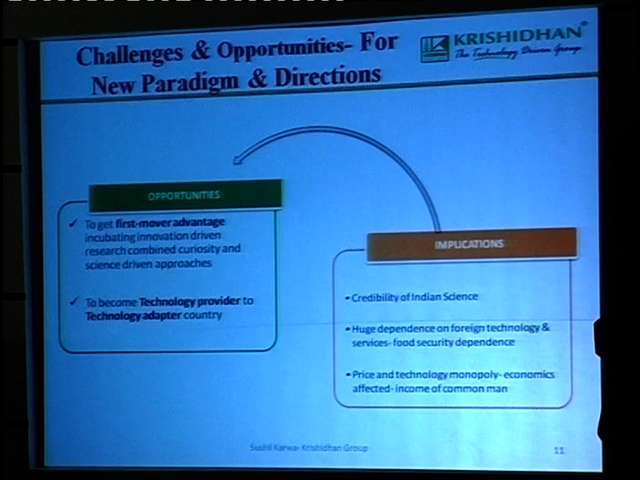 Challenges & Opportunities- For
New Paradigm & Directions
KRISHIDHAN®
The Technology Driven Group
OPPORTUNITIES
✓ To get first-mover advantage
incubating innovation driven
research combined curiosity and
science driven approaches
✓ To become Technology provider to
Technology adapter country
IMPLICATIONS
• Credibility of Indian Science
• Huge dependence on foreign technology &
services- food security dependence
• Price and technology monopoly- economics
affected- income of common man
Sushil Karwa- Krishidhan Group
11